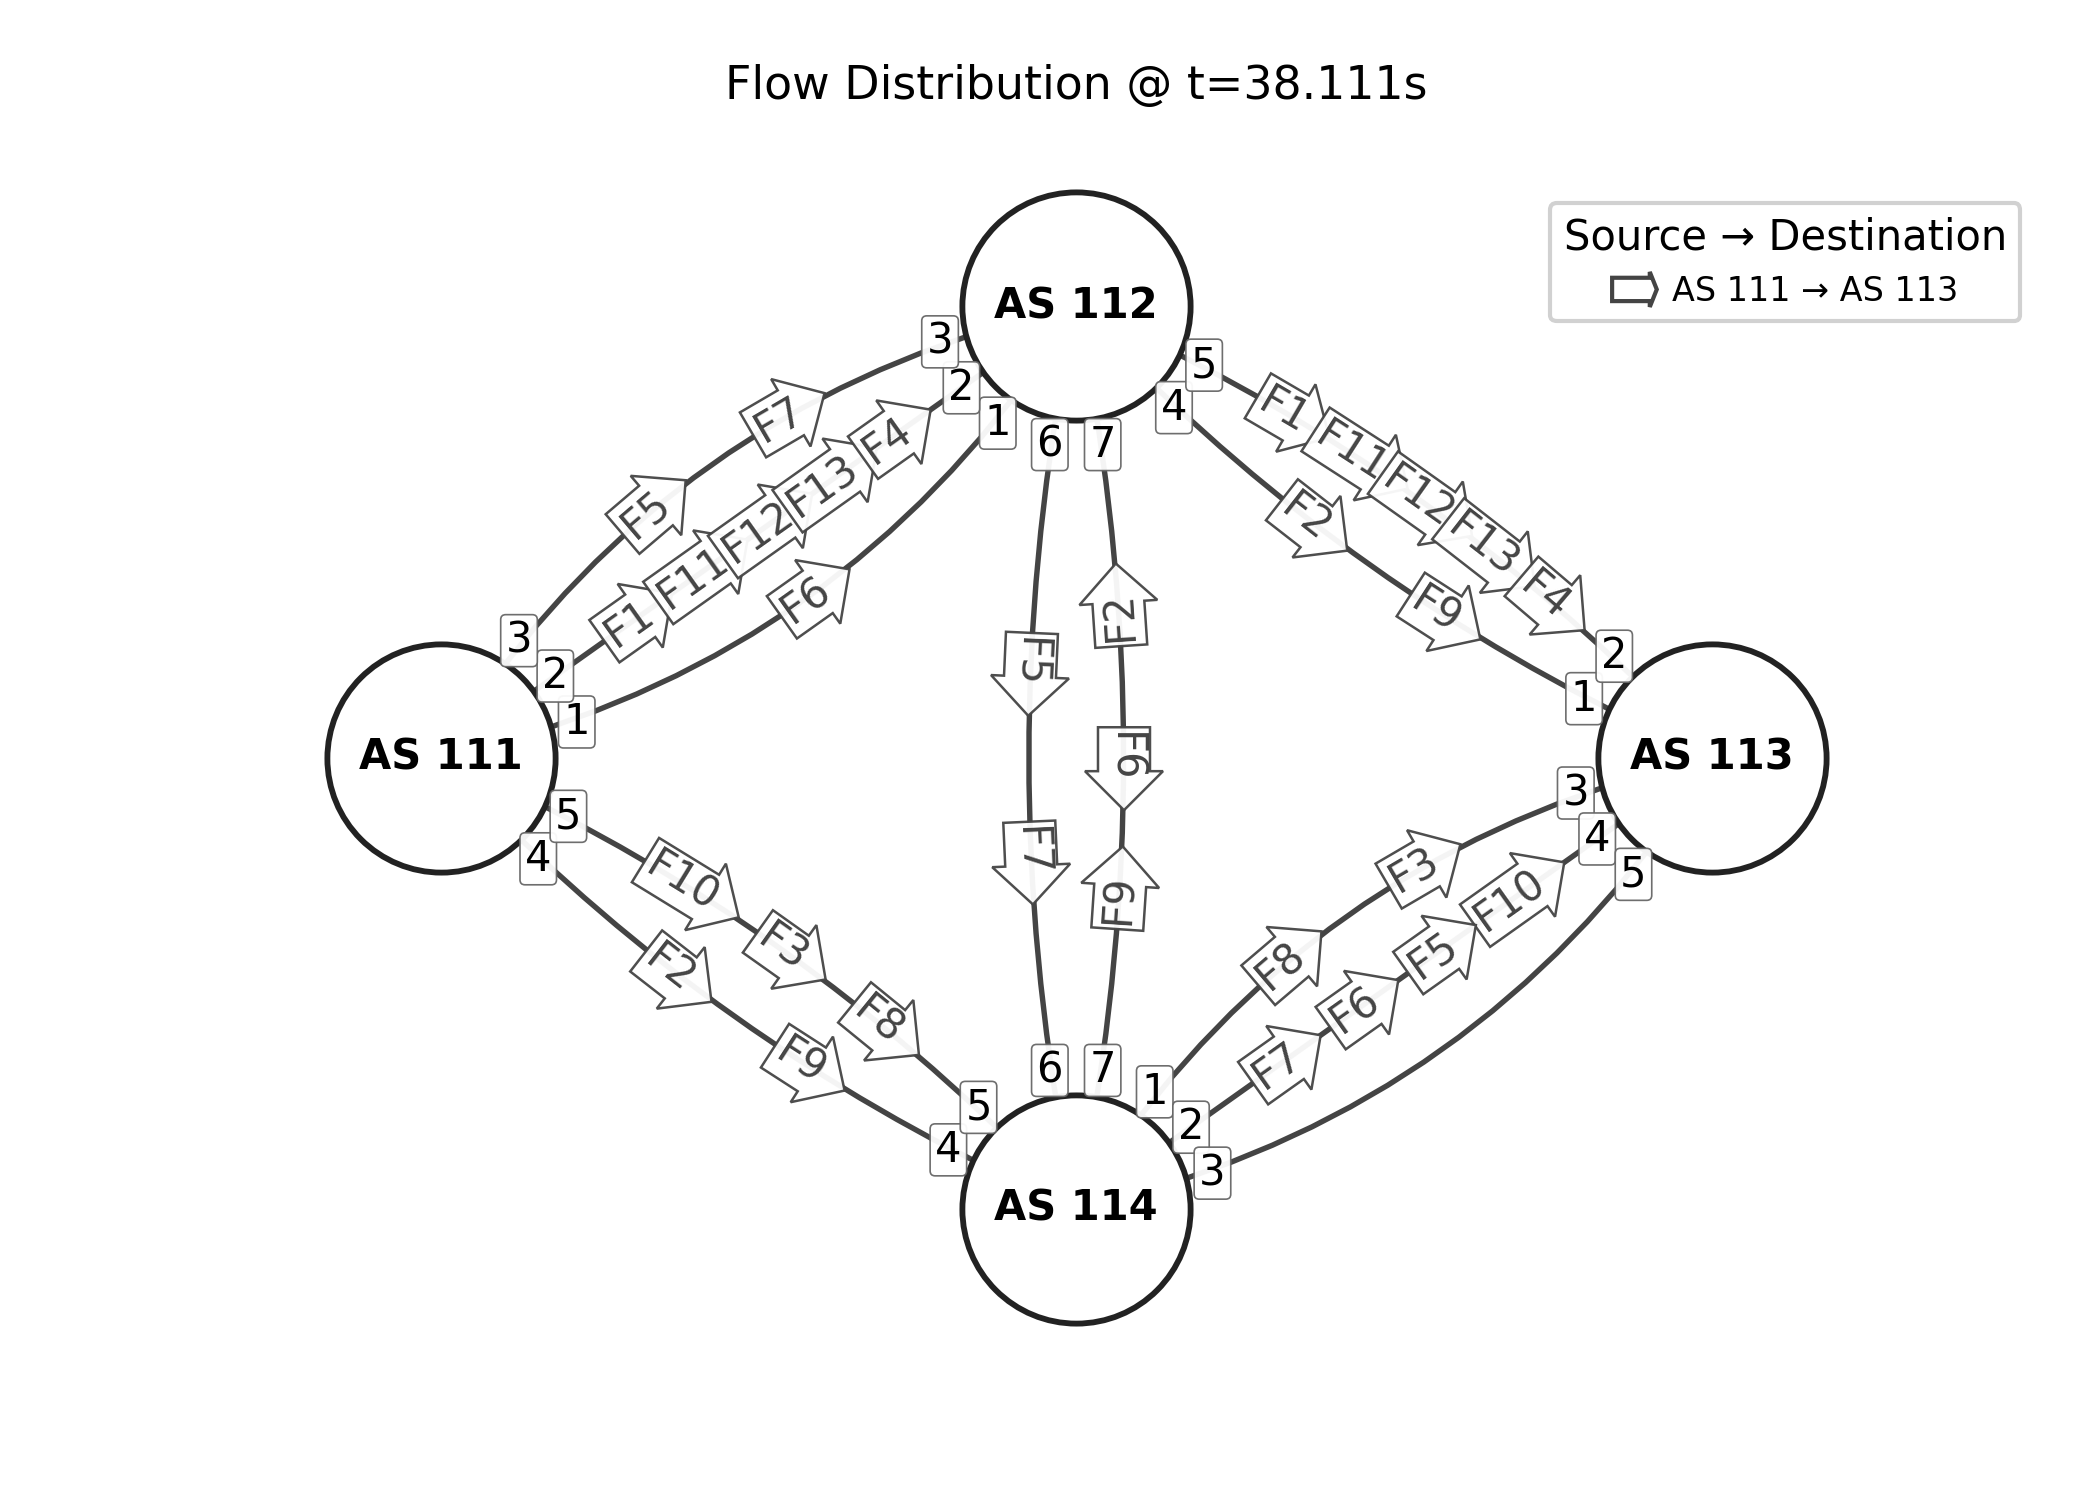 Flow Distribution @ t=38.111s
Source → Destination
AS 111 → AS 113
AS 112
3
2
1
6
7
4
5
F7
F5
F4
F13
F12
F11
F1
F6
F1
F11
F12
F13
F4
F2
F9
3
2
1
AS 111
5
4
F5
F7
F2
F6
F9
2
1
AS 113
3
4
5
F10
F3
F8
F2
F9
F3
F8
F10
F5
F6
F7
5
4
6
7
1
2
3
AS 114